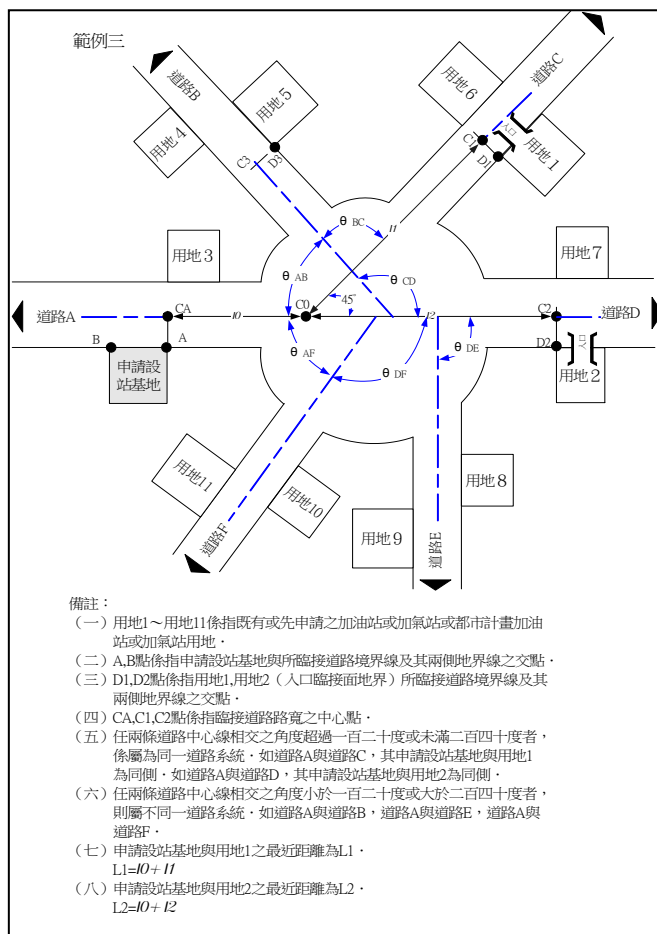 範例三
道路B
用地5
用地4
用地6
道路C
入口
用地1
C1
D1
C3
D3
θ BC
l1
用地3
θ AB
θ CD
用地7
道路A
CA
l0
C0
45°
l2
C2
道路D
B
A
θ AF
θ DF
θ DE
D2
入口
用地2
申請設
站基地
用地11
用地10
用地8
用地9
道路F
道路E
備註：
（一）用地1～用地11係指既有或先申請之加油站或加氣站或都市計畫加油
站或加氣站用地．
（二）A,B點係指申請設站基地與所臨接道路境界線及其兩側地界線之交點．
（三）D1,D2點係指用地1,用地2（入口臨接面地界）所臨接道路境界線及其
兩側地界線之交點．
（四）CA,C1,C2點係指臨接道路路寬之中心點．
（五）任兩條道路中心線相交之角度超過一百二十度或未滿二百四十度者，
係屬為同一道路系統．如道路A與道路C，其申請設站基地與用地1
為同側．如道路A與道路D，其申請設站基地與用地2為同側．
（六）任兩條道路中心線相交之角度小於一百二十度或大於二百四十度者，
則屬不同一道路系統．如道路A與道路B，道路A與道路E，道路A與
道路F．
（七）申請設站基地與用地1之最近距離為L1．
L1=l0+l1
（八）申請設站基地與用地2之最近距離為L2．
L2=l0+l2